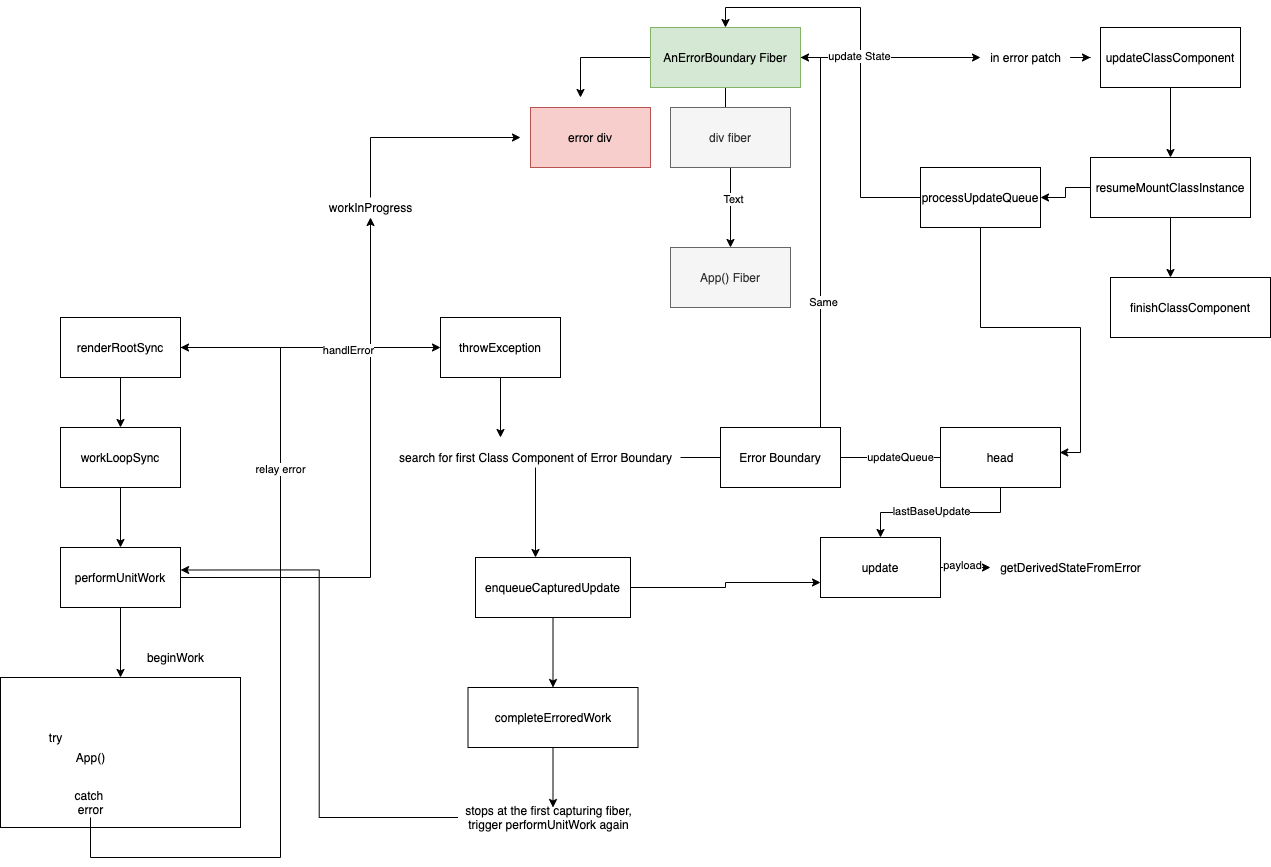 AnErrorBoundary Fiber
update State
in error patch
updateClassComponent
error div
div fiber
resumeMountClassInstance
processUpdateQueue
Text
workInProgress
App() Fiber
Same
finishClassComponent
renderRootSync
handlError
throwException
workLoopSync
relay error
search for first Class Component of Error Boundary
Error Boundary
updateQueue
head
lastBaseUpdate
performUnitWork
enqueueCapturedUpdate
update
payload
getDerivedStateFromError
beginWork
completeErroredWork
try
App()
catch
error
stops at the first capturing fiber,
trigger performUnitWork again